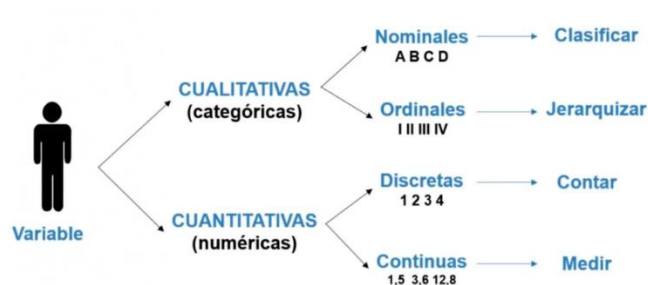 Nominales
A B C D
Clasificar
CUALITATIVAS
(categóricas)
Ordinales
I II III IV
Jerarquizar
Variable
CUANTITATIVAS
(numéricas)
Discretas
1 2 3 4
Contar
Continuas
1,5 3,6 12,8
Medir